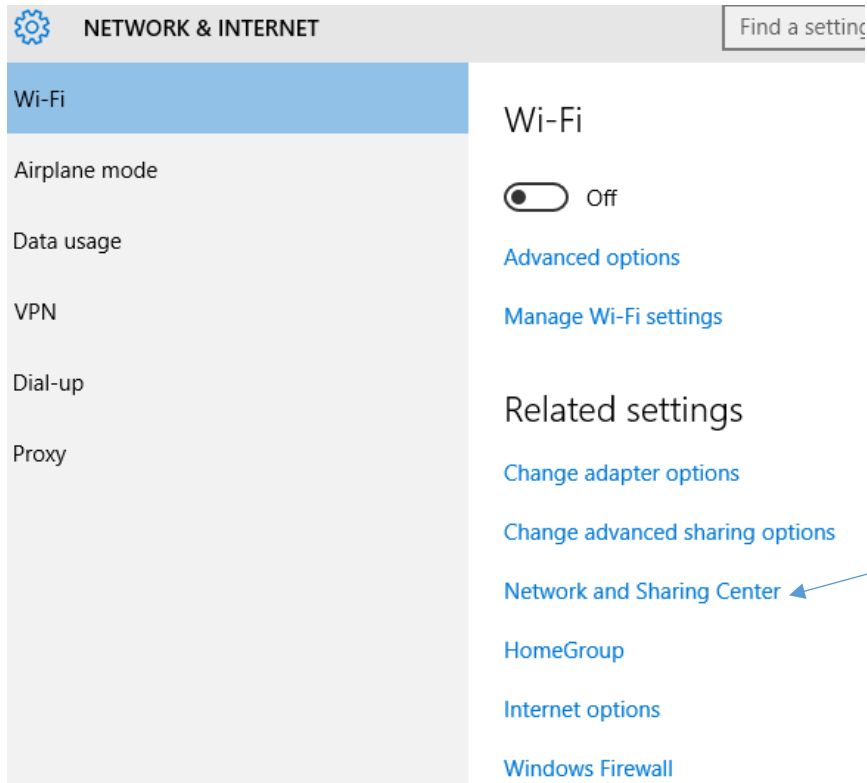 NETWORK & INTERNET
Find a setting
Wi-Fi
Airplane mode
Data usage
VPN
Dial-up
Proxy
Wi-Fi
Off
Advanced options
Manage Wi-Fi settings
Related settings
Change adapter options
Change advanced sharing options
Network and Sharing Center
HomeGroup
Internet options
Windows Firewall